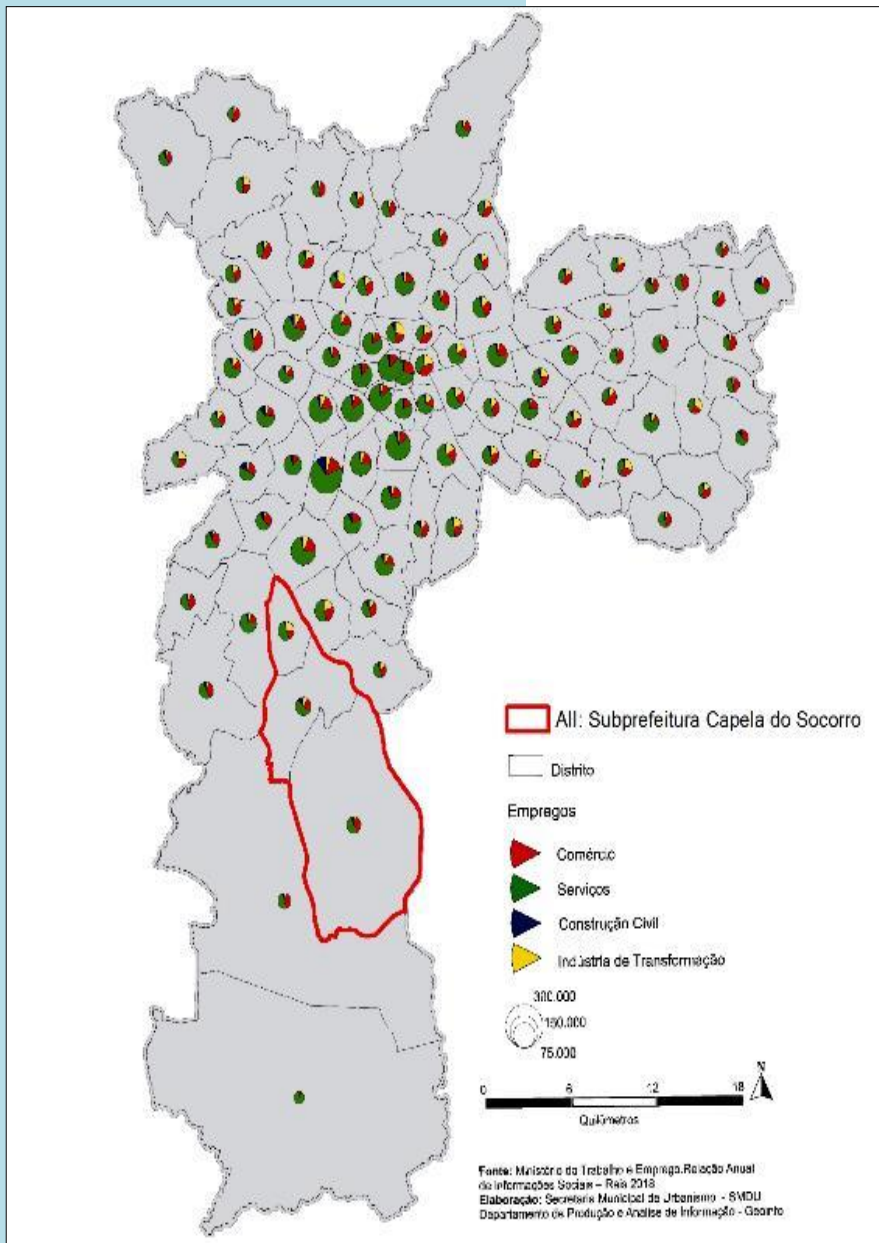 AII: Subprefeitura Capela do Socorro
Distrito
Empregos
Comércio
Serviços
Construção Civil
Indústria de Transformação
300.000
150.000
75.000
0 6 12 18
Quilômetros
N
Fonte: Ministério do Trabalho e Emprego.Relação Anual
de Informações Sociais – Rais 2018
Elaboração: Secretaria Municipal de Urbanismo - SMDU
Departamento de Produção e Análise de Informação - Geoinfo